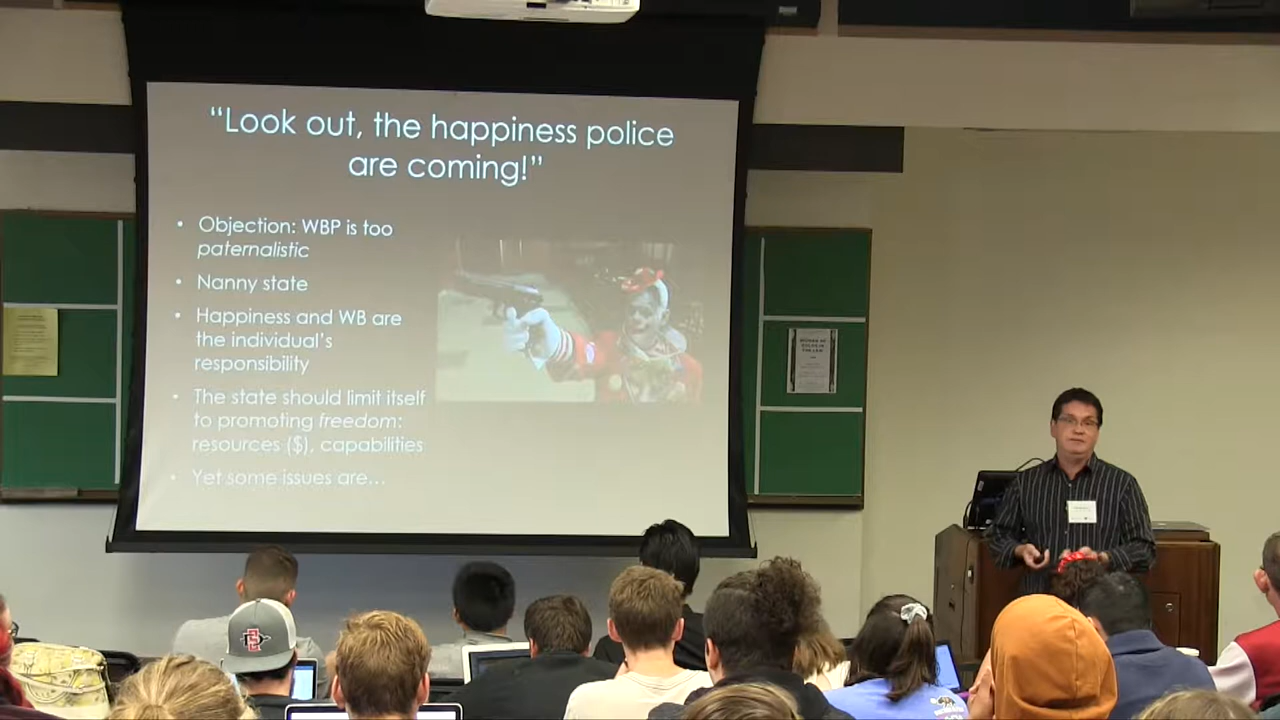 “Look out, the happiness police
are coming!”
• Objection: WBP is too
paternalistic
• Nanny state
• Happiness and WB are
the individual’s
responsibility
• The state should limit itself
to promoting freedom:
resources ($), capabilities
• Yet some issues are...